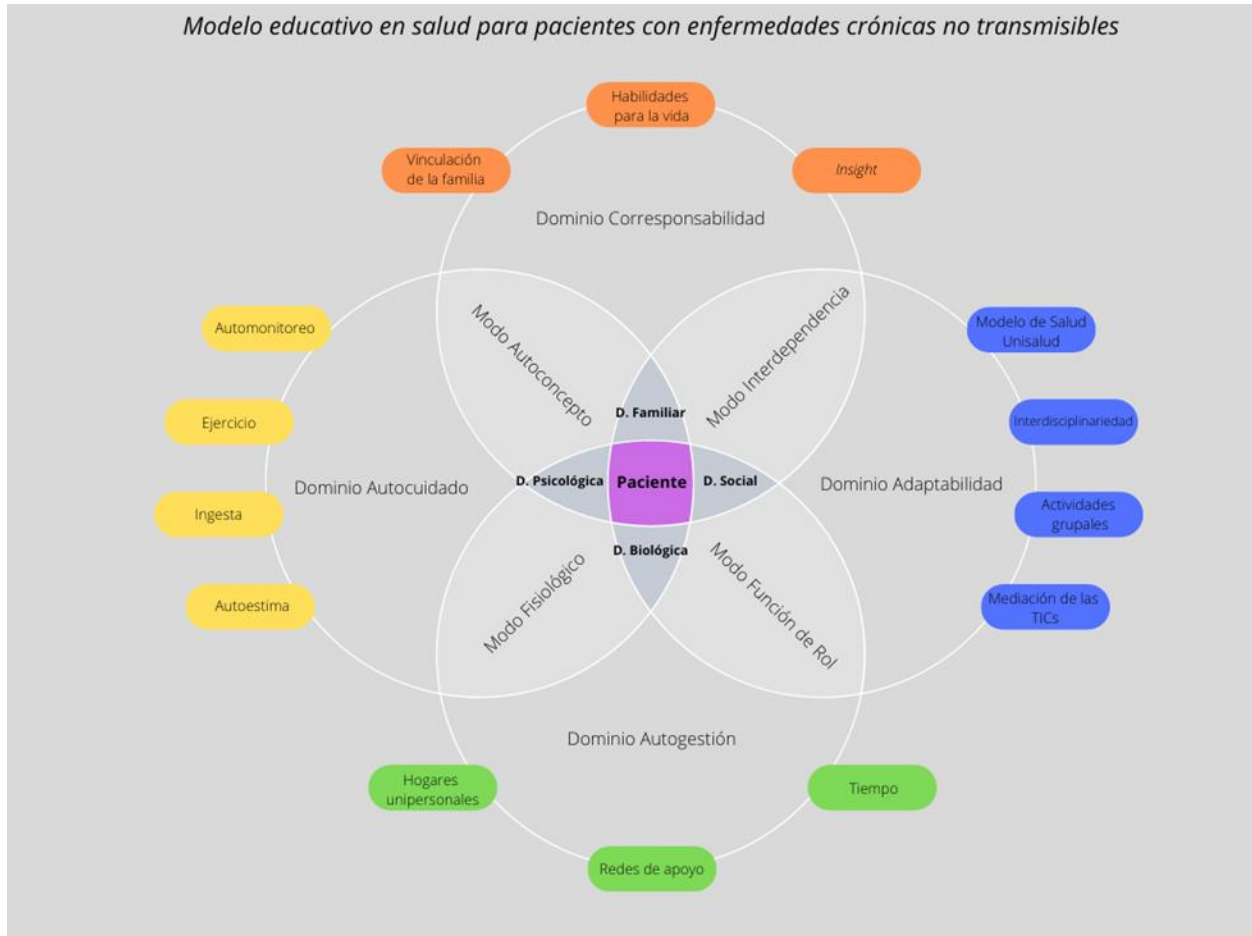 Modelo educativo en salud para pacientes con enfermedades crónicas no transmisibles
Habilidades
para la vida
Vinculación
de la familia
Insight
Dominio Corresponsabilidad
Modo Autoconcepto
Modo Interdependencia
Automonitoreo
Ejercicio
Ingesta
Autoestima
Dominio Autocuidado
D. Familiar
D. Psicológica
Paciente
D. Social
D. Biológica
Dominio Adaptabilidad
Modelo de Salud
Unisalud
Interdisciplinariedad
Actividades
grupales
Mediación de las
TICs
Modo Fisiológico
Modo Función de Rol
Dominio Autogestión
Hogares
unipersonales
Tiempo
Redes de apoyo